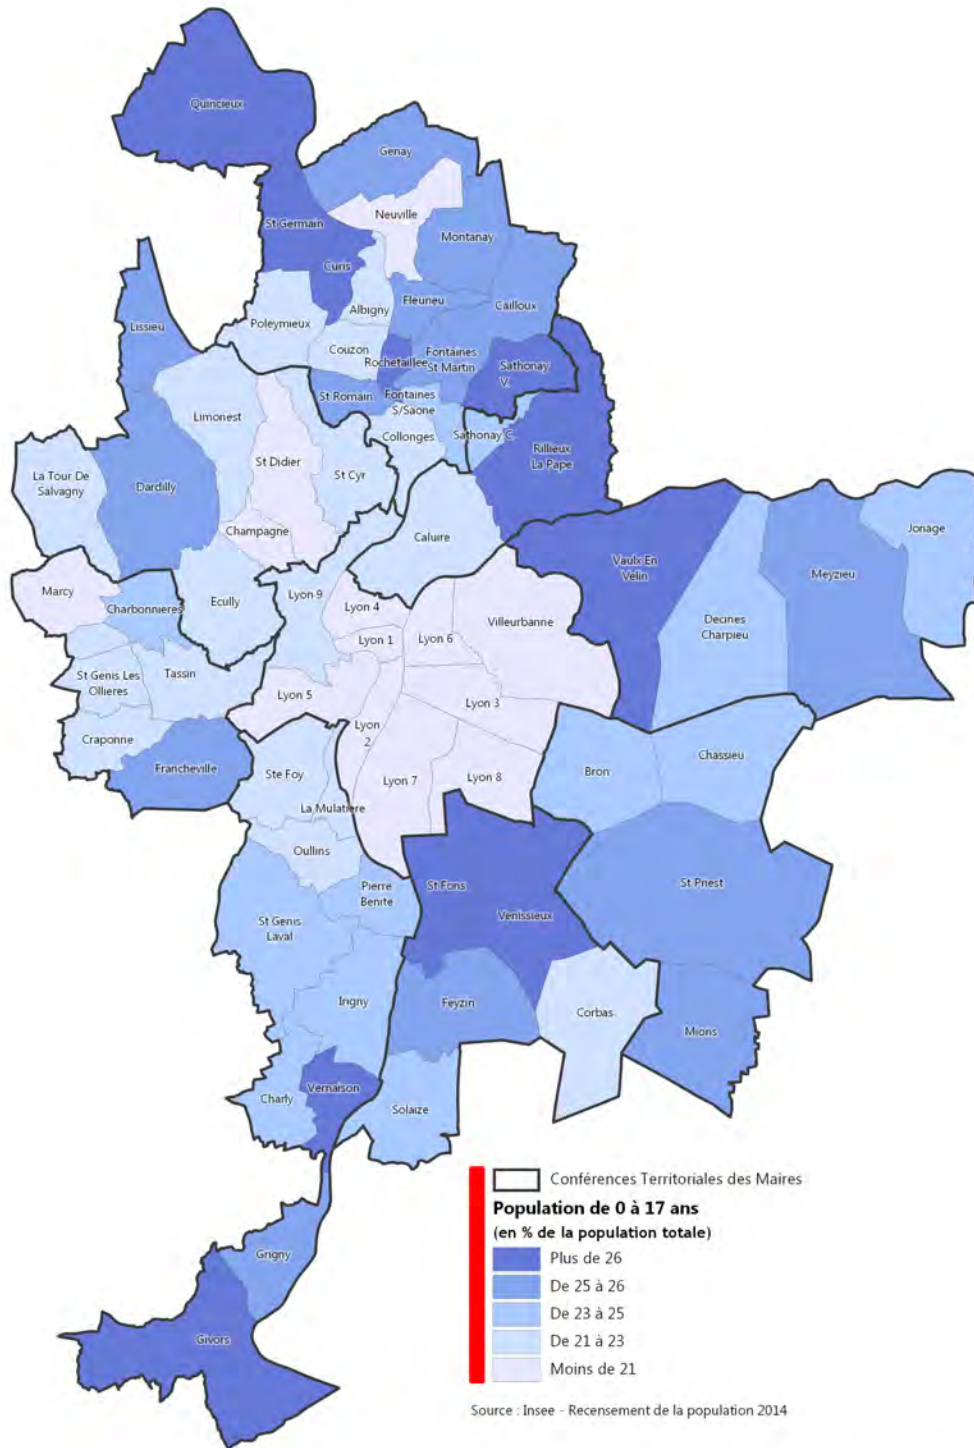 Quincieux
Genay
Neuville
St Germain
Montanay
Curis
Fleurieu
Cailloux
Albigny
Lissieu
Poleymieux
Couzon
Rochetaillee
Fontaines
St Martin
Sathonay
V.
St Romain
Fontaines
S/Saone
Limonest
Collonges
Sathonay C.
Rillieux
La Pape
St Didier
St Cyr
La Tour De
Salvagny
Dardilly
Champagne
Caluire
Jonage
Vaulx En
Velin
Meyzieu
Marcy
Charbonnieres
Ecully
Lyon 9
Lyon 4
Lyon 1
Lyon 6
Villeurbanne
Decines
Charpieu
St Genis Les
Ollieres
Tassin
Lyon 5
Lyon 3
Lyon
2
Craponne
Francheville
Ste Foy
Lyon 7
Lyon 8
Bron
Chassieu
La Mulatiere
Oullins
St Fons
Pierre
Benite
St Priest
Venissieux
St Genis
Laval
Irigny
Feyzin
Corbas
Mions
Vernaison
Charly
Solaize
Grigny
Givors
Conférences Territoriales des Maires
Population de 0 à 17 ans
(en % de la population totale)
Plus de 26
De 25 à 26
De 23 à 25
De 21 à 23
Moins de 21
Source : Insee - Recensement de la population 2014